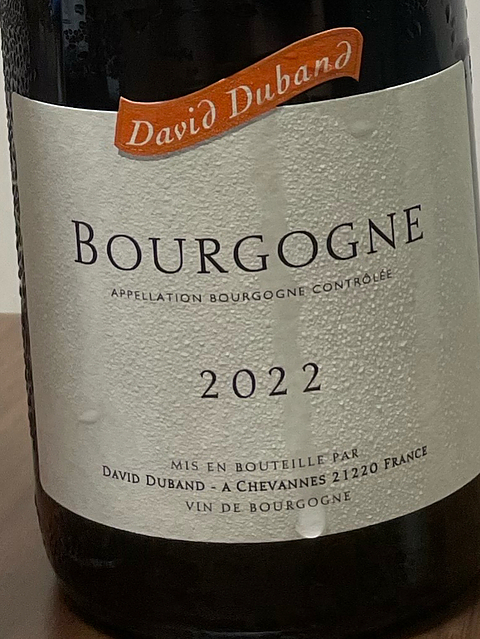 David Duband
BOURGOGNE
APPELLATION BOURGOGNE CONTRÔLÉE
2022
MIS EN BOUTEILLE PAR
DAVID DUBAND - A CHEVANNES 21220 FRANCE
VIN DE BOURGOGNE